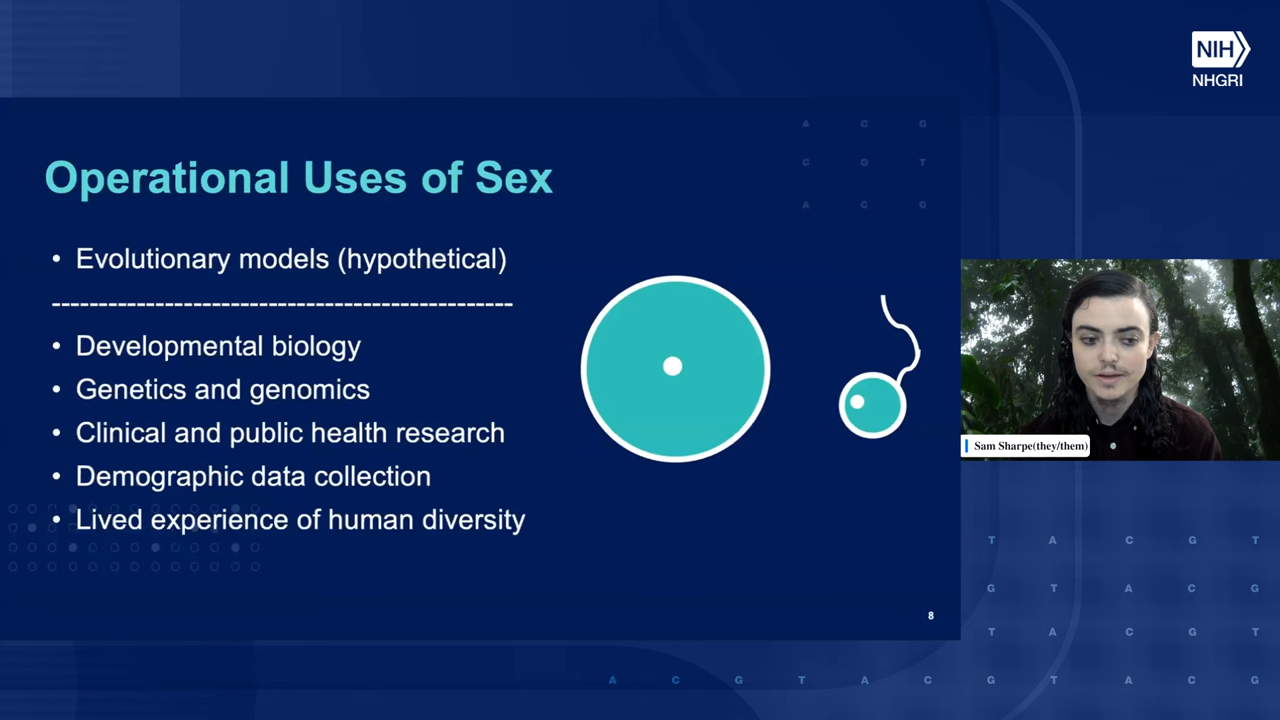 NIH
NHGRI
A C G
C G T
A C G
Operational Uses of Sex
• Evolutionary models (hypothetical)
-------------------------------------------------
• Developmental biology
• Genetics and genomics
• Clinical and public health research
• Demographic data collection
• Lived experience of human diversity
Sam Sharpe(they/them)
8
T A C G T
G T A C G
T A C G T
A C G T A C G T A C G